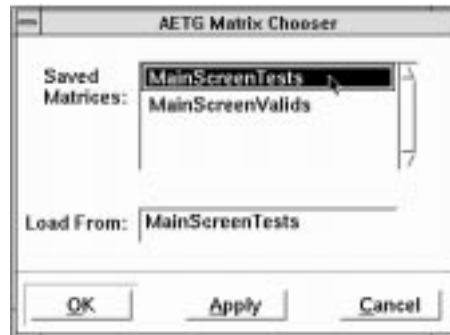 AETG Matrix Chooser
Saved
Matrices:
MainScreenTests
MainScreenValids
Load From: MainScreenTests
OK Apply Cancel